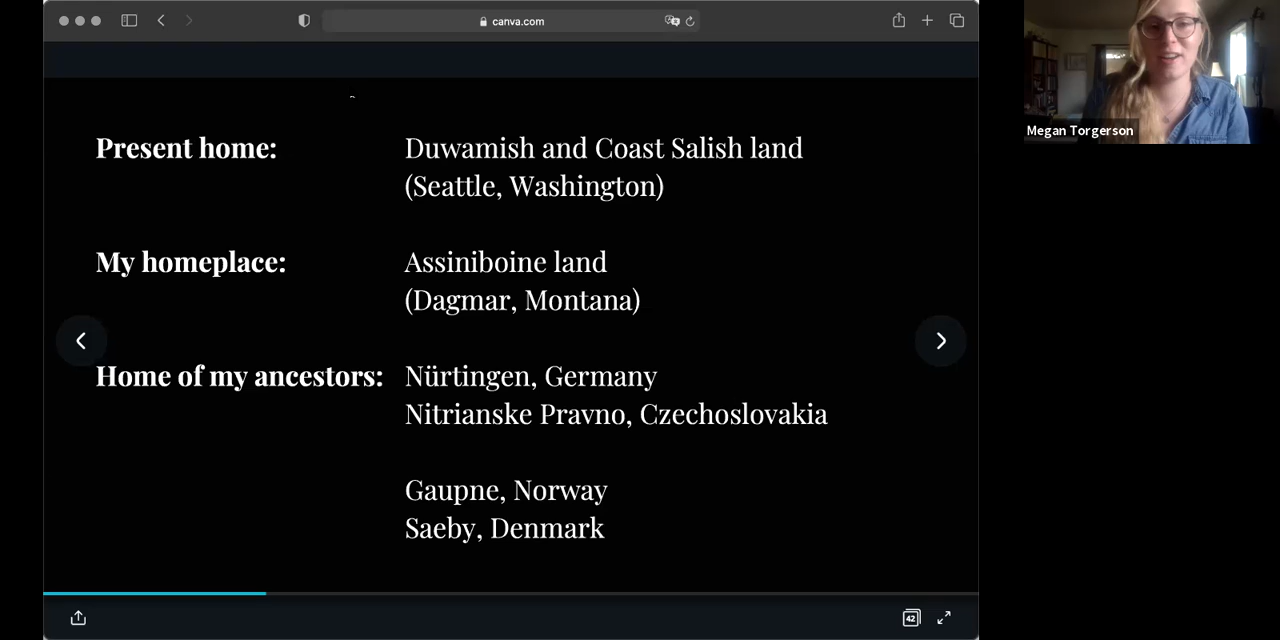 canva.com
Present home:
Duwamish and Coast Salish land
(Seattle, Washington)
My homeplace:
Assiniboine land
(Dagmar, Montana)
Home of my ancestors:
Nürtingen, Germany
Nitrianske Pravno, Czechoslovakia
Gaupne, Norway
Saeby, Denmark
42
Megan Torgerson